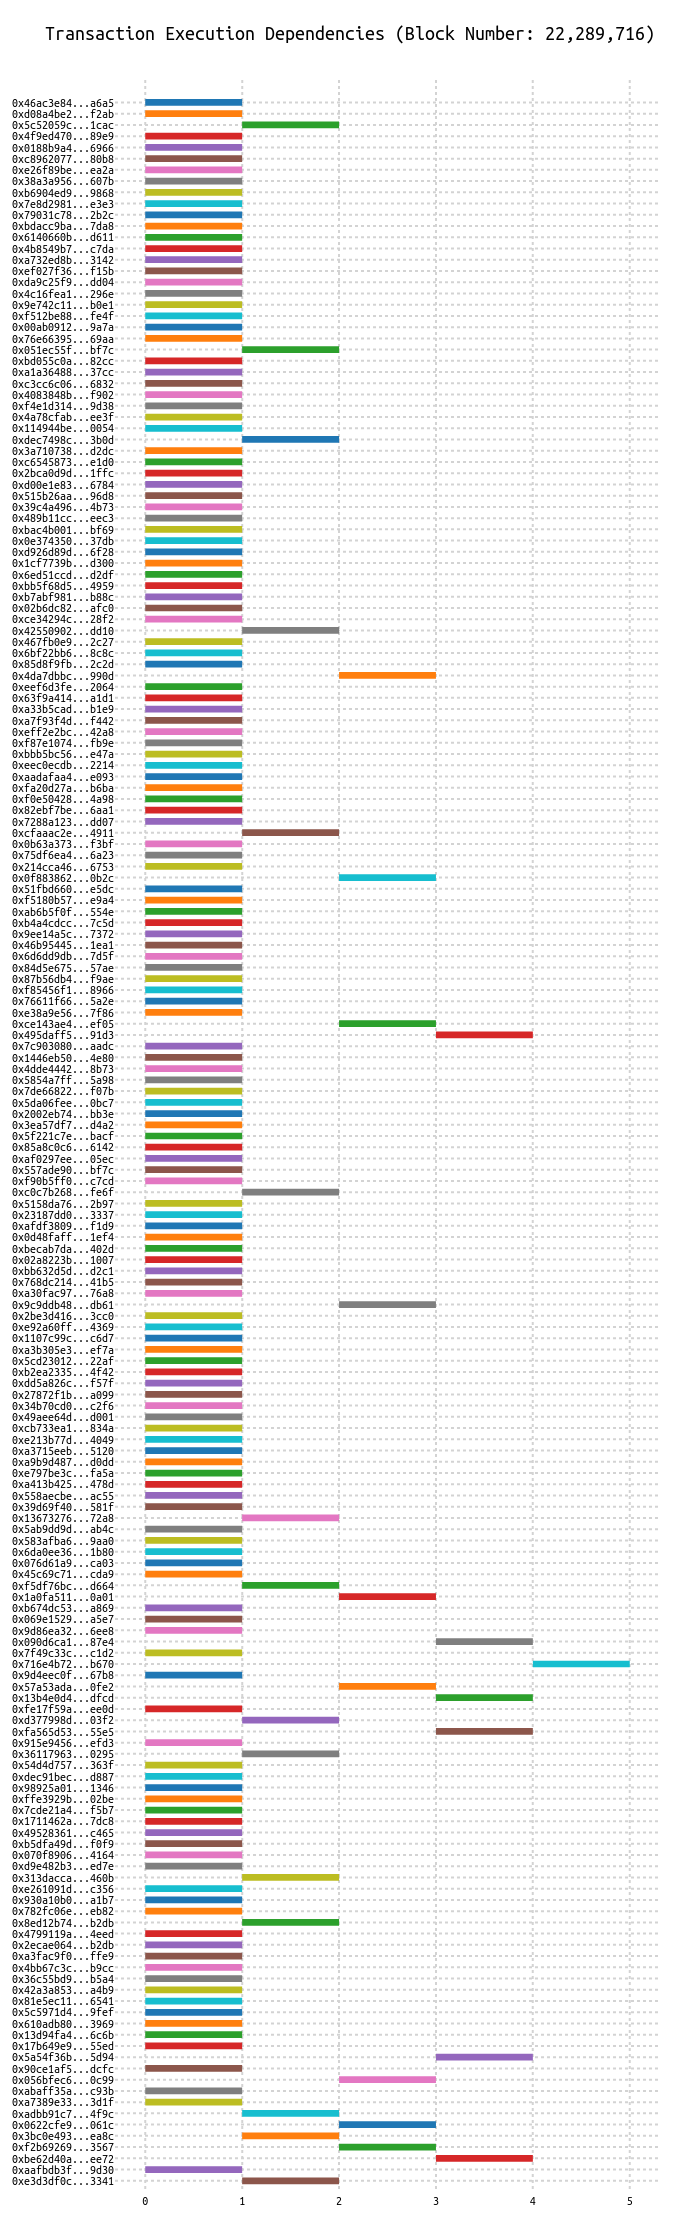 Transaction Execution Dependencies (Block Number: 22,289,716)
0x46ac3e84...a6a5
0xd08a4be2...f2ab
0x5c52059c...1cac
0x4f9ed470...89e9
0x0188b9a4...6966
0xc8962077...80b8
0xe26f89be...ea2a
0x38a3a956...607b
0xb6904ed9...9868
0x7e8d2981...e3e3
0x79031c78...2b2c
0xbdacc9ba...7da8
0x6140660b...d611
0x4b8549b7...c7da
0xa732ed8b...3142
0xef027f36...f15b
0xda9c25f9...dd04
0x4c16fea1...296e
0x9e742c11...b0e1
0xf512be88...fe4f
0x00ab0912...9a7a
0x76e66395...69aa
0x051ec55f...bf7c
0xbd055c0a...82cc
0xa1a36488...37cc
0xc3cc6c06...6832
0x4083848b...f902
0xf4e1d314...9d38
0x4a78cfab...ee3f
0x114944be...0054
0xdec7498c...3b0d
0x3a710738...d2dc
0xc6545873...e1d0
0x2bca0d9d...1ffc
0xd00e1e83...6784
0x515b26aa...96d8
0x39c4a496...4b73
0x489b11cc...eec3
0xbac4b001...bf69
0x0e374350...37db
0xd926d89d...6f28
0x1cf7739b...d300
0x6ed51ccd...d2df
0xbb5f68d5...4959
0xb7abf981...b88c
0x02b6dc82...afc0
0xce34294c...28f2
0x42550902...dd10
0x467fb0e9...2c27
0x6bf22bb6...8c8c
0x85d8f9fb...2c2d
0x4da7dbbc...990d
0xeef6d3fe...2064
0x63f9a414...a1d1
0xa33b5cad...b1e9
0xa7f93f4d...f442
0xeff2e2bc...42a8
0xf87e1074...fb9e
0xbbb5bc56...e47a
0xeec0ecdb...2214
0xaadafaa4...e093
0xfa20d27a...b6ba
0xf0e50428...4a98
0x82ebf7be...6aa1
0x7288a123...dd07
0xcfaaac2e...4911
0x0b63a373...f3bf
0x75df6ea4...6a23
0x214cca46...6753
0x0f883862...0b2c
0x51fbd660...e5dc
0xf5180b57...e9a4
0xab6b5f0f...554e
0xb4a4cdcc...7c5d
0x9ee14a5c...7372
0x46b95445...1ea1
0x6d6dd9db...7d5f
0x84d5e675...57ae
0x87b56db4...f9ae
0xf85456f1...8966
0x76611f66...5a2e
0xe38a9e56...7f86
0xce143ae4...ef05
0x495daff5...91d3
0x7c903080...aadc
0x1446eb50...4e80
0x4dde4442...8b73
0x5854a7ff...5a98
0x7de66822...f07b
0x5da06fee...0bc7
0x2002eb74...bb3e
0x3ea57df7...d4a2
0x5f221c7e...bacf
0x85a8c0c6...6142
0xaf0297ee...05ec
0x557ade90...bf7c
0xf90b5ff0...c7cd
0xc0c7b268...fe6f
0x5158da76...2b97
0x23187dd0...3337
0xafdf3809...f1d9
0x0d48faff...1ef4
0xbecab7da...402d
0x02a8223b...1007
0xbb632d5d...d2c1
0x768dc214...41b5
0xa30fac97...76a8
0x9c9ddb48...db61
0x2be3d416...3cc0
0xe92a60ff...4369
0x1107c99c...c6d7
0xa3b305e3...ef7a
0x5cd23012...22af
0xb2ea2335...4f42
0xdd5a826c...f57f
0x27872f1b...a099
0x34b70cd0...c2f6
0x49aee64d...d001
0xcb733ea1...834a
0xe213b77d...4049
0xa3715eeb...5120
0xa9b9d487...d0dd
0xe797be3c...fa5a
0xa413b425...478d
0x558aecbe...ac55
0x39d69f40...581f
0x13673276...72a8
0x5ab9dd9d...ab4c
0x583afba6...9aa0
0x6da0ee36...1b80
0x076d61a9...ca03
0x45c69c71...cda9
0xf5df76bc...d664
0x1a0fa511...0a01
0xb674dc53...a869
0x069e1529...a5e7
0x9d86ea32...6ee8
0x090d6ca1...87e4
0x7f49c33c...c1d2
0x716e4b72...b670
0x9d4eec0f...67b8
0x57a53ada...0fe2
0x13b4e0d4...dfcd
0xfe17f59a...ee0d
0xd377998d...03f2
0xfa565d53...55e5
0x915e9456...efd3
0x36117963...0295
0x54d4d757...363f
0xdec91bec...d887
0x98925a01...1346
0xffe3929b...02be
0x7cde21a4...f5b7
0x1711462a...7dc8
0x49528361...c465
0xb5dfa49d...f0f9
0x070f8906...4164
0xd9e482b3...ed7e
0x313dacca...460b
0xe261091d...c356
0x930a10b0...a1b7
0x782fc06e...eb82
0x8ed12b74...b2db
0x4799119a...4eed
0x2ecae064...b2db
0xa3fac9f0...ffe9
0x4bb67c3c...b9cc
0x36c55bd9...b5a4
0x42a3a853...a4b9
0x81e5ec11...6541
0x5c5971d4...9fef
0x610adb80...3969
0x13d94fa4...6c6b
0x17b649e9...55ed
0x5a54f36b...5d94
0x90ce1af5...dcfc
0x056bfec6...0c99
0xabaff35a...c93b
0xa7389e33...3d1f
0xadbb91c7...4f9c
0x0622cfe9...061c
0x3bc0e493...ea8c
0xf2b69269...3567
0xbe62d40a...ee72
0xaafbdb3f...9d30
0xe3d3df0c...3341
0 1 2 3 4 5